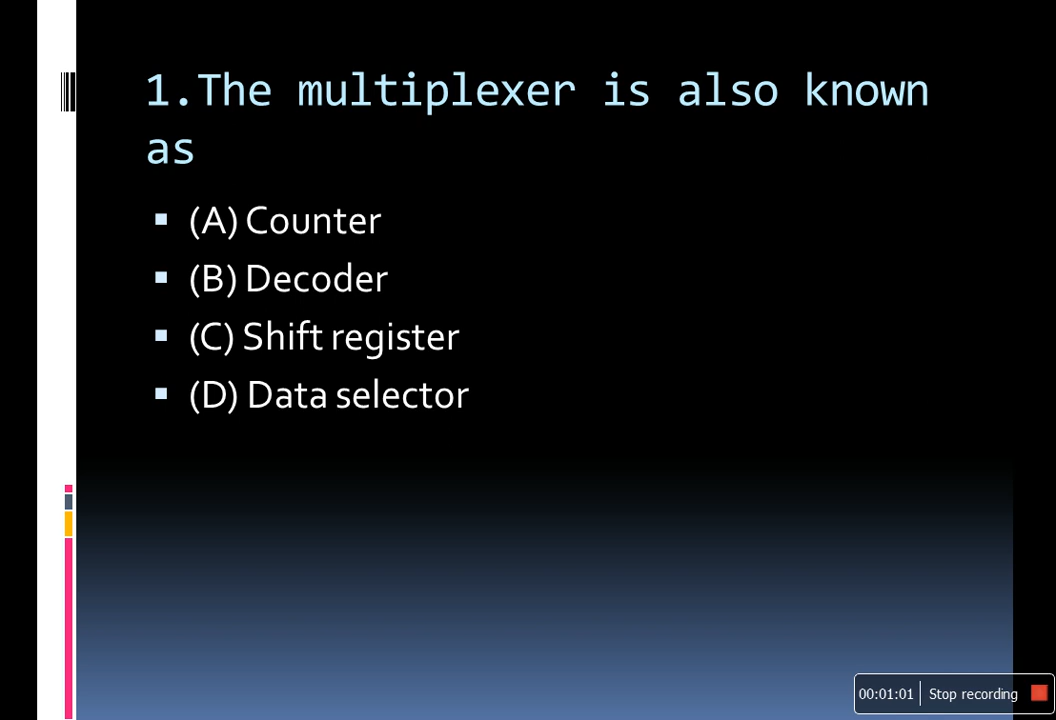 1.The multiplexer is also known
as
(A) Counter
(B) Decoder
(C) Shift register
(D) Data selector
00:01:01 Stop recording